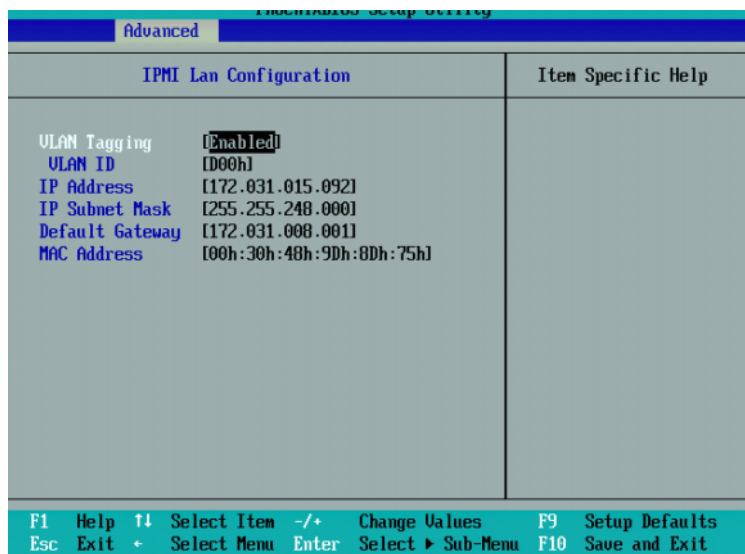 PhoenixBIOS Setup Utility
Advanced
IPMI Lan Configuration
Item Specific Help
VLAN Tagging [Enabled]
VLAN ID [D00h]
IP Address [172.031.015.092]
IP Subnet Mask [255.255.248.000]
Default Gateway [172.031.008.001]
MAC Address [00h:30h:48h:9Dh:8Dh:75h]
F1 Help ↑↓ Select Item -/+ Change Values F9 Setup Defaults
Esc Exit ← Select Menu Enter Select ▶ Sub-Menu F10 Save and Exit